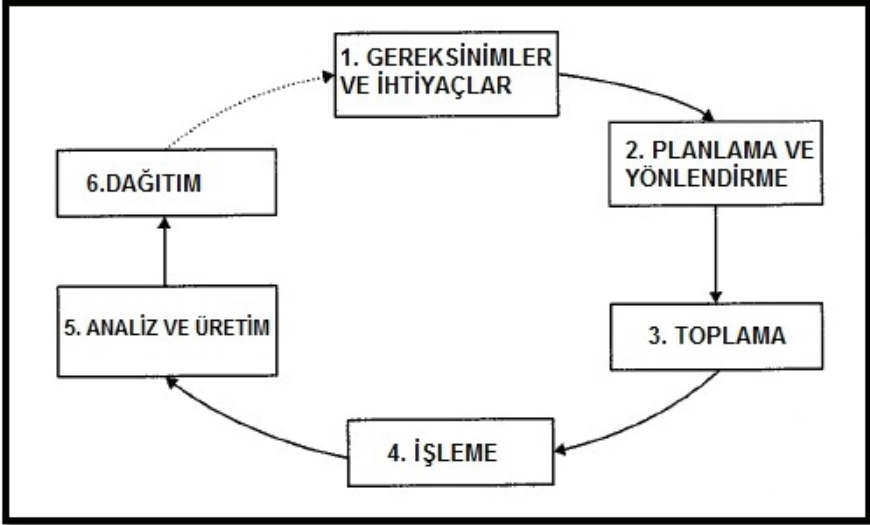 1. GEREKSİNİMLER
VE İHTİYAÇLAR
2. PLANLAMA VE
YÖNLENDİRME
3. TOPLAMA
4. İŞLEME
5. ANALİZ VE ÜRETİM
6.DAĞITIM